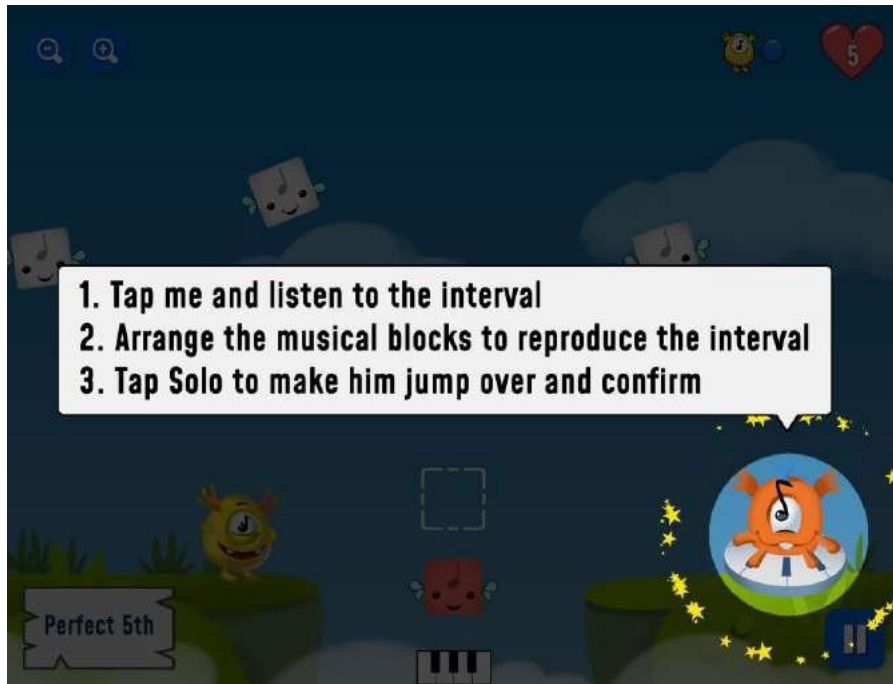 5
1. Tap me and listen to the interval
2. Arrange the musical blocks to reproduce the interval
3. Tap Solo to make him jump over and confirm
Perfect 5th